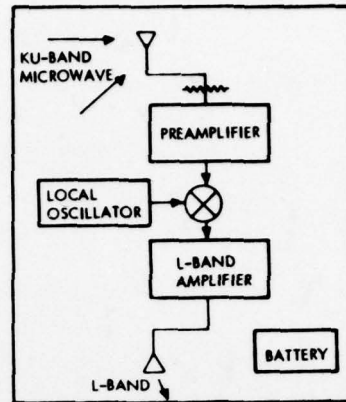 KU-BAND
MICROWAVE
PREAMPLIFIER
LOCAL
OSCILLATOR
L-BAND
AMPLIFIER
BATTERY
L-BAND